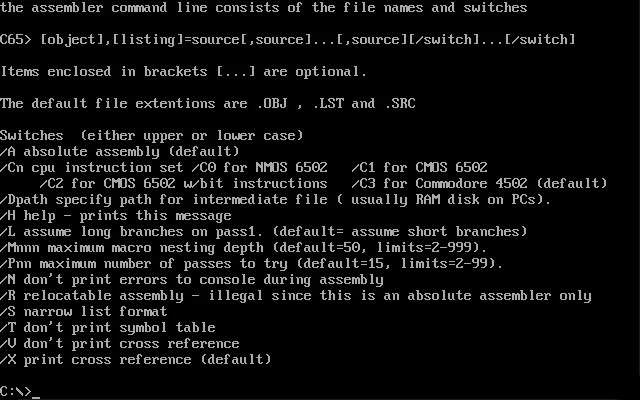 the assembler command line consists of the file names and switches
C65> [object],[listing]=source[,source]...[,source][/switch]...[/switch]
Items enclosed in brackets [...] are optional.
The default file extentions are .OBJ , .LST and .SRC
Switches  (either upper or lower case)
/A absolute assembly (default)
/Cn cpu instruction set /C0 for NMOS 6502   /C1 for CMOS 6502
     /C2 for CMOS 6502 w/bit instructions   /C3 for Commodore 4502 (default)
/Dpath specify path for intermediate file ( usually RAM disk on PCs).
/H help - prints this message
/L assume long branches on pass1. (default= assume short branches)
/Mnnn maximum macro nesting depth (default=50, limits=2-999).
/Pnn maximum number of passes to try (default=15, limits=2-99).
/N don't print errors to console during assembly
/R relocatable assembly - illegal since this is an absolute assembler only
/S narrow list format
/T don't print symbol table
/V don't print cross reference
/X print cross reference (default)
C:\>_